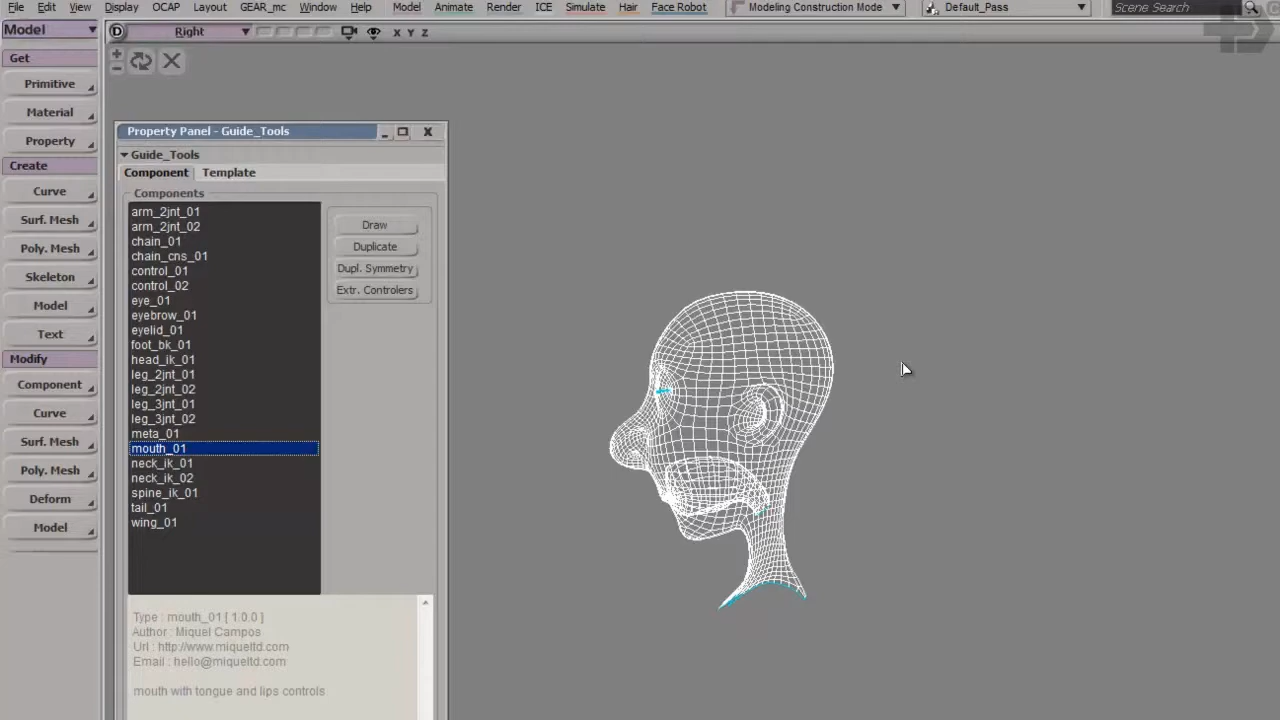 File Edit View Display OCAP Layout GEAR_mc Window Help Model Animate Render ICE Simulate Hair Face Robot Modeling Construction Mode Default_Pass Scene Search
Model
D Right X Y Z
Get
Primitive
Material
Property
Create
Curve
Surf. Mesh
Poly. Mesh
Skeleton
Model
Text
Modify
Component
Curve
Surf. Mesh
Poly. Mesh
Deform
Model
Property Panel - Guide_Tools
Guide_Tools
Component Template
Components
arm_2jnt_01
arm_2jnt_02
chain_01
chain_cns_01
control_01
control_02
eye_01
eyebrow_01
eyelid_01
foot_bk_01
head_ik_01
leg_2jnt_01
leg_2jnt_02
leg_3jnt_01
leg_3jnt_02
meta_01
mouth_01
neck_ik_01
neck_ik_02
spine_ik_01
tail_01
wing_01
Draw
Duplicate
Dupl. Symmetry
Extr. Controlers
Type : mouth_01 [ 1.0.0 ]
Author : Miquel Campos
Url : http://www.miqueltd.com
Email : hello@miqueltd.com
mouth with tongue and lips controls